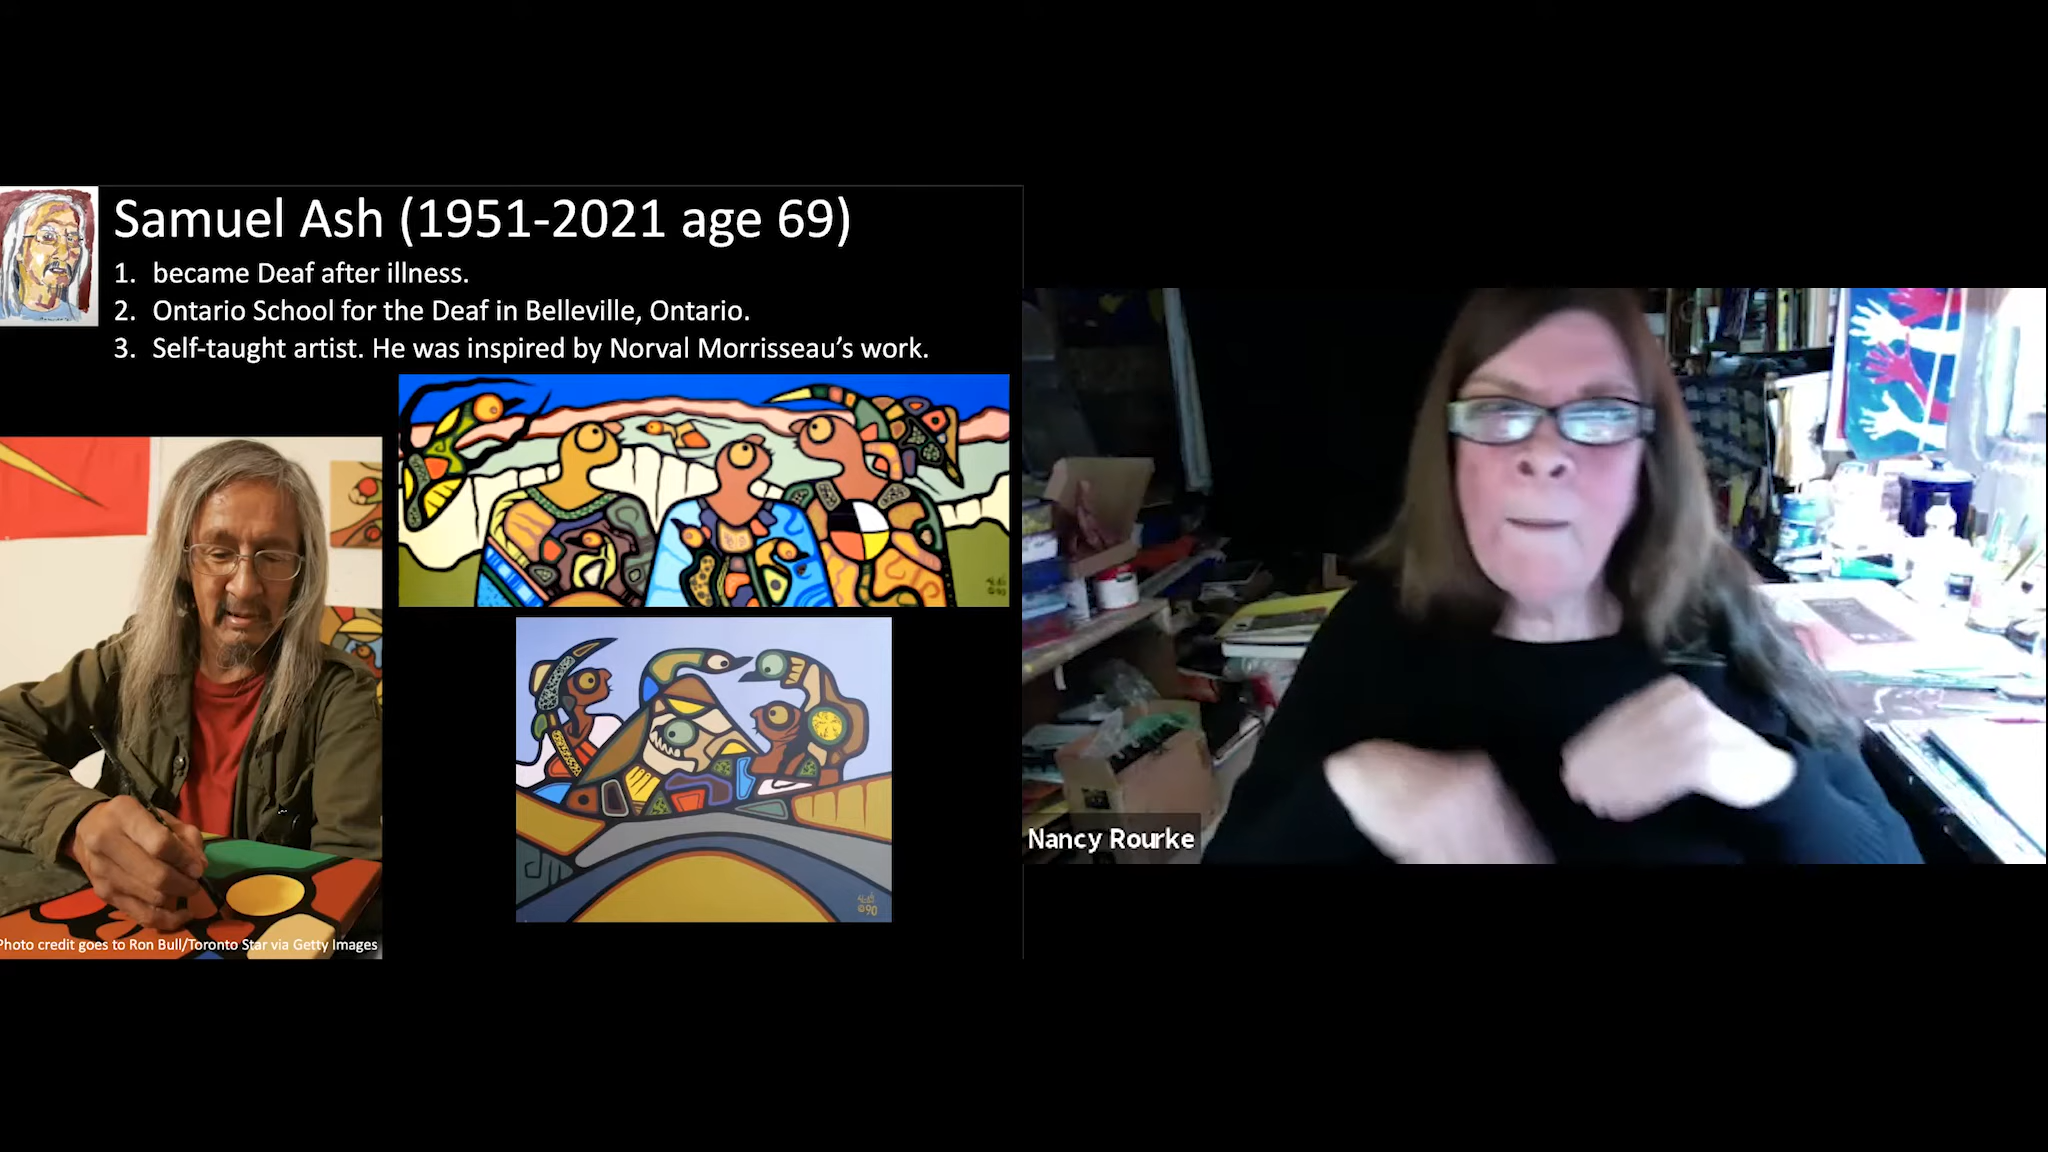 Samuel Ash (1951-2021 age 69)
1. became Deaf after illness.
2. Ontario School for the Deaf in Belleville, Ontario.
3. Self-taught artist. He was inspired by Norval Morrisseau's work.
Photo credit goes to Ron Bull/Toronto Star via Getty Images
Nancy Rourke
©90